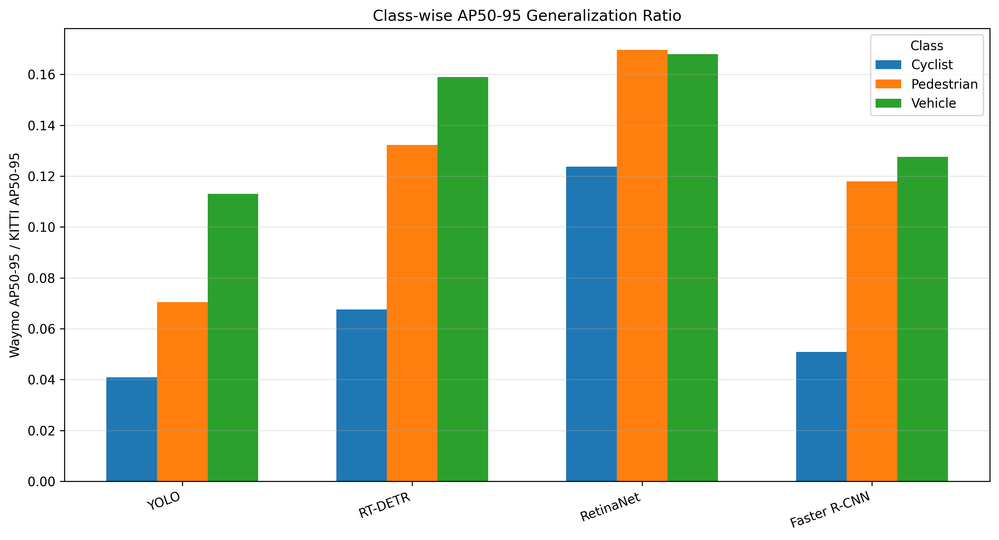 Class-wise AP50-95 Generalization Ratio
Waymo AP50-95 / KITTI AP50-95
0.16
0.14
0.12
0.10
0.08
0.06
0.04
0.02
0.00
Class
Cyclist
Pedestrian
Vehicle
YOLO
RT-DETR
RetinaNet
Faster R-CNN